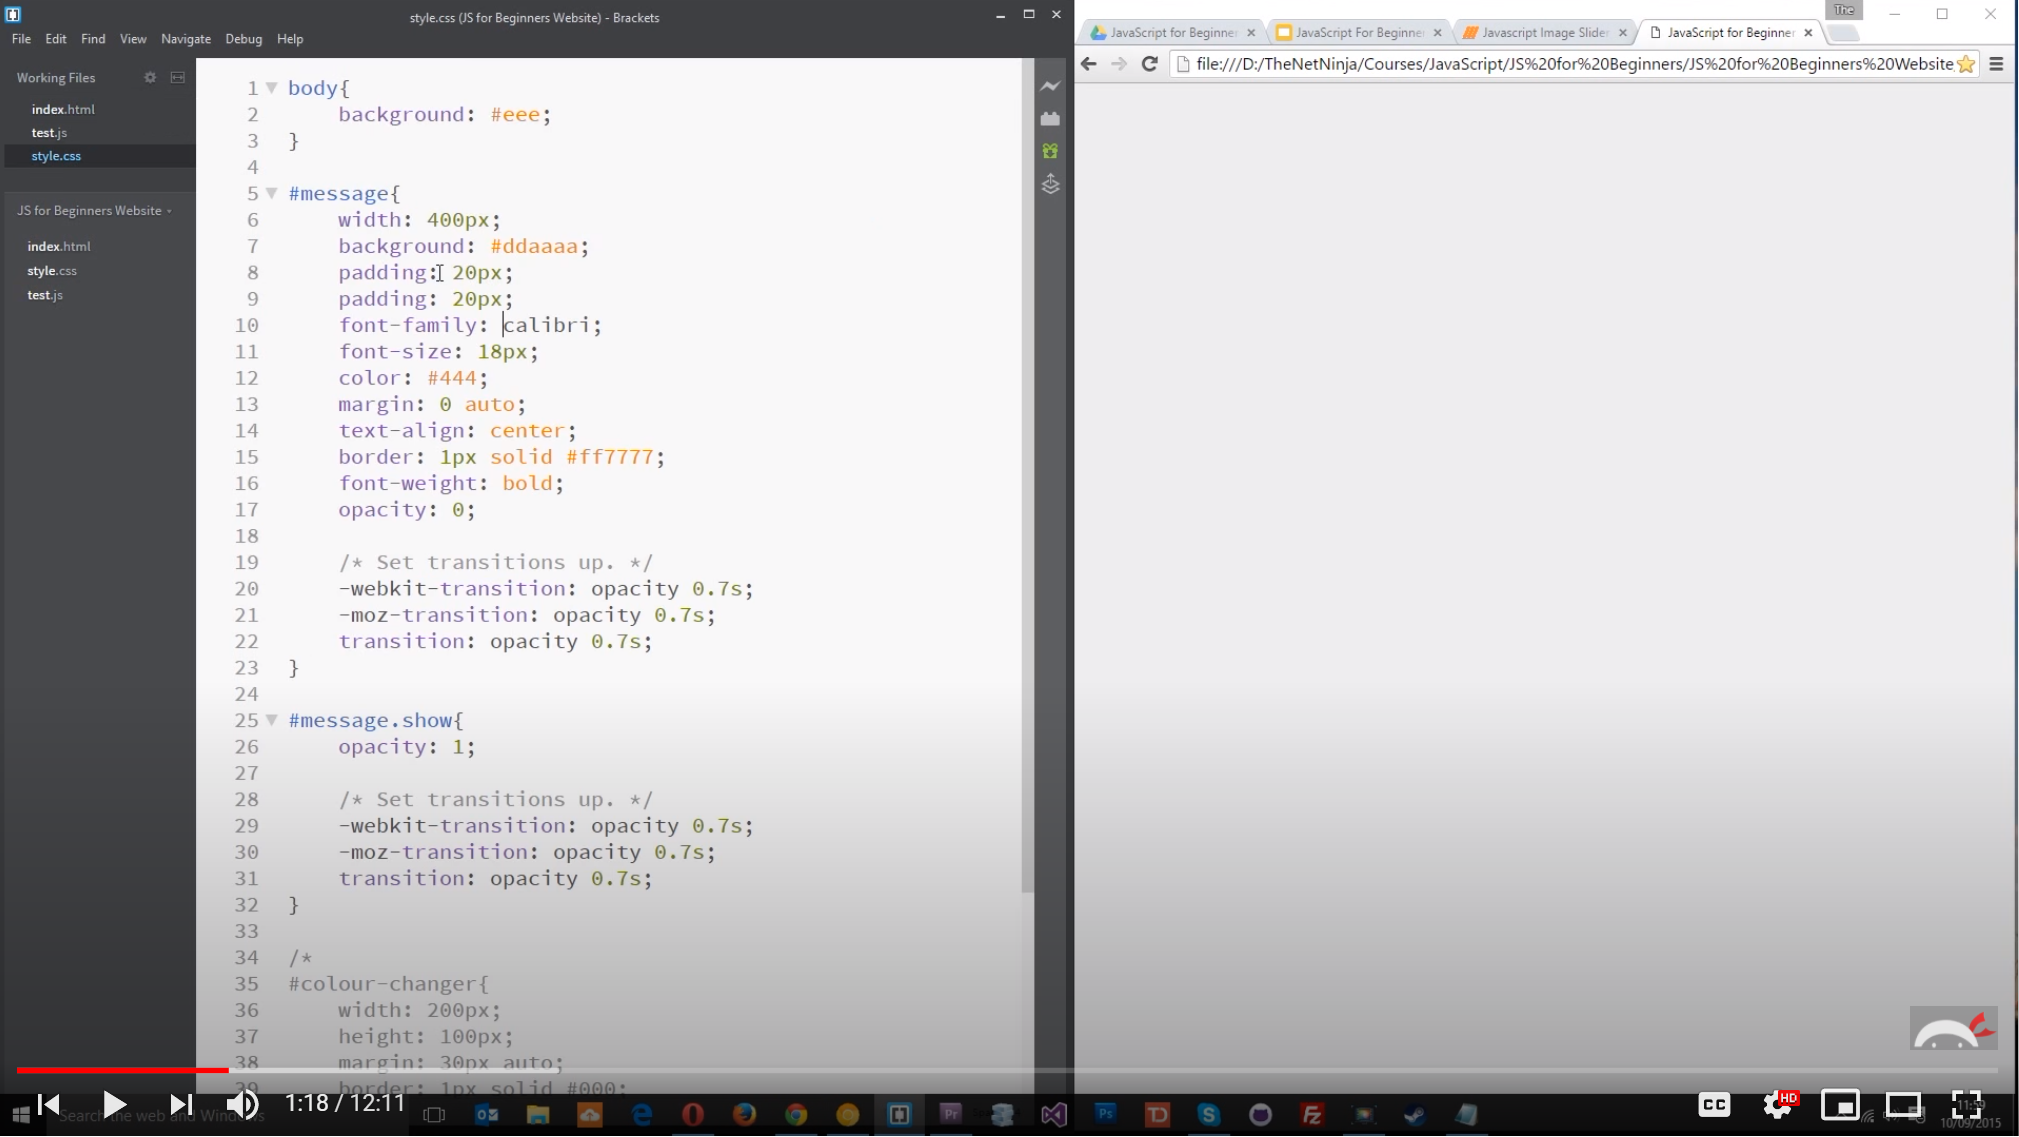 style.css (JS for Beginners Website) - Brackets
File Edit Find View Navigate Debug Help
Working Files
index.html
test.js
style.css
JS for Beginners Website
index.html
style.css
test.js
1 body{
2 background: #eee;
3 }
4
5 #message{
6 width: 400px;
7 background: #ddaaaa;
8 padding: 20px;
9 padding: 20px;
10 font-family: calibri;
11 font-size: 18px;
12 color: #444;
13 margin: 0 auto;
14 text-align: center;
15 border: 1px solid #ff7777;
16 font-weight: bold;
17 opacity: 0;
18
19 /* Set transitions up. */
20 -webkit-transition: opacity 0.7s;
21 -moz-transition: opacity 0.7s;
22 transition: opacity 0.7s;
23 }
24
25 #message.show{
26 opacity: 1;
27
28 /* Set transitions up. */
29 -webkit-transition: opacity 0.7s;
30 -moz-transition: opacity 0.7s;
31 transition: opacity 0.7s;
32 }
33
34 /*
35 #colour-changer{
36 width: 200px;
37 height: 100px;
38 margin: 30px auto;
39 border: 1px solid #000;
The
JavaScript for Beginner JavaScript For Beginner Javascript Image Slider JavaScript for Beginner
file:///D:/TheNetNinja/Courses/JavaScript/JS%20for%20Beginners/JS%20for%20Beginners%20Website
1:18 / 12:11
CC HD
Search the web and Windows
Pr Ps TD Fz
11:59
10/09/2015